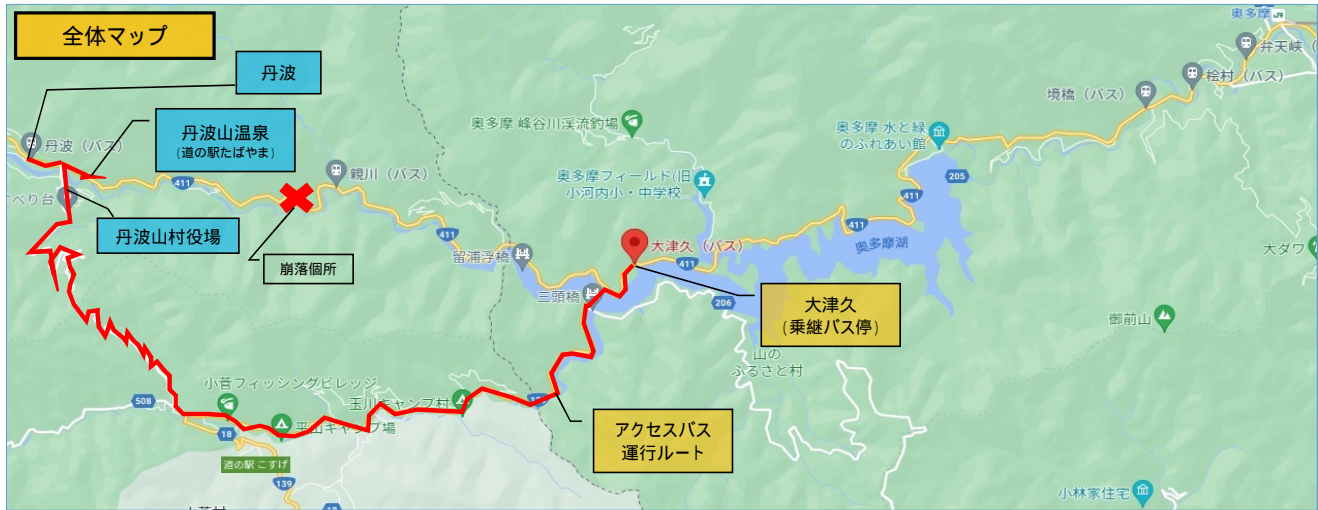 全体マップ
奥多摩
JR
弁天峡（
桧村（バス）
境橋（バス）
丹波
丹波山温泉
(道の駅たばやま)
丹波（バス）
奥多摩 峰谷川渓流釣場
奥多摩 水と緑
のふれあい館
411
親川（バス）
奥多摩フィールド(旧
小河内小・中学校...
205
411
すべり台
丹波山村役場
411
411
留浦浮橋
大津久（バス）
奥多摩湖
大ダワ
崩落個所
411
三頭橋
206
大津久
(乗継バス停)
御前山
山の
ふるさと村
小菅フィッシングビレッジ
508
玉川キャンプ村
18
平山キャンプ場
アクセスバス
運行ルート
道の駅 こすげ
139
小林家住宅
18